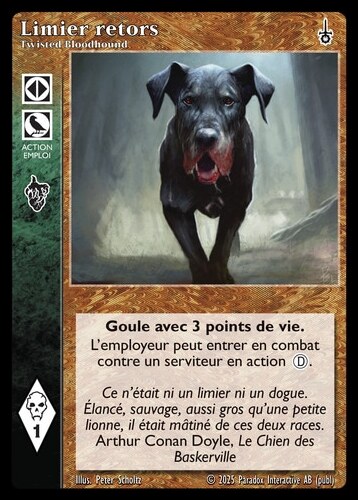 Limier retors
Twisted Bloodhound
ACTION
EMPLOI
Goule avec 3 points de vie.
L'employeur peut entrer en combat
contre un serviteur en action Ⓓ.
Ce n'était ni un limier ni un dogue.
Élancé, sauvage, aussi gros qu'une petite
lionne, il était mâtiné de ces deux races.
Arthur Conan Doyle, Le Chien des
Baskerville
1
Illus. Peter Scholtz
© 2025 Paradox Interactive AB (publ)